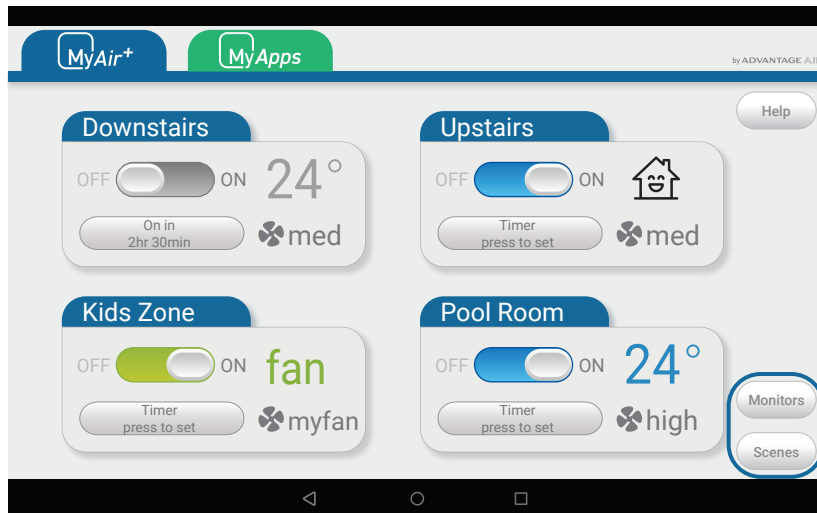 MyAir+
MyApps
by ADVANTAGE AIR
Help
Downstairs
OFF ON 24°
On in
2hr 30min
med
Upstairs
OFF ON
Timer
press to set
med
Kids Zone
OFF ON fan
Timer
press to set
myfan
Pool Room
OFF ON 24°
Timer
press to set
high
Monitors
Scenes